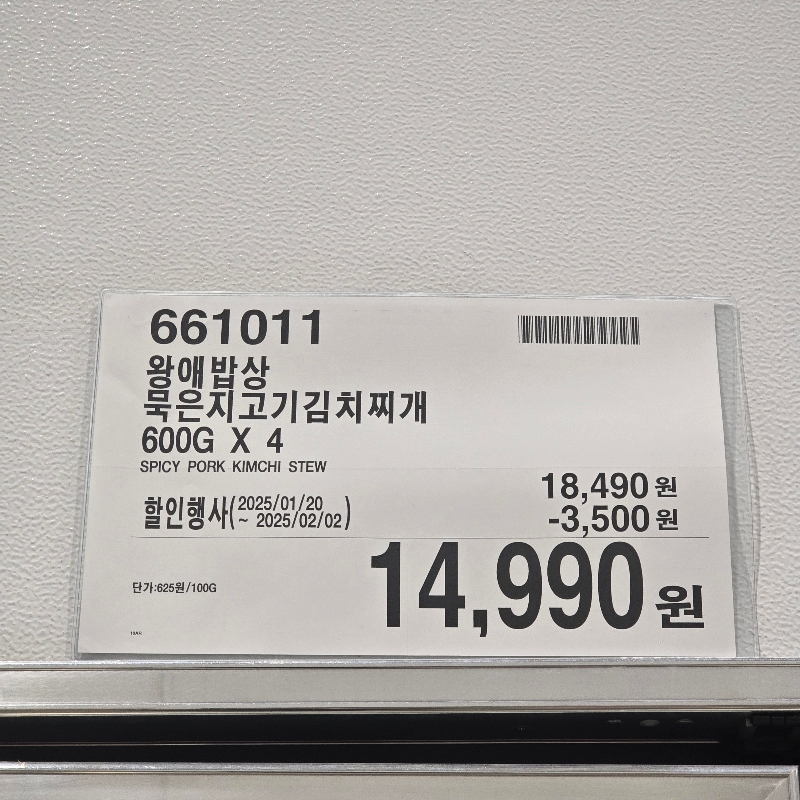 661011
왕애밥상
묵은지고기김치찌개
600G X 4
SPICY PORK KIMCHI STEW
18,490원
할인행사(2025/01/20 ~ 2025/02/02)
-3,500원
14,990원
단가:625원/100G